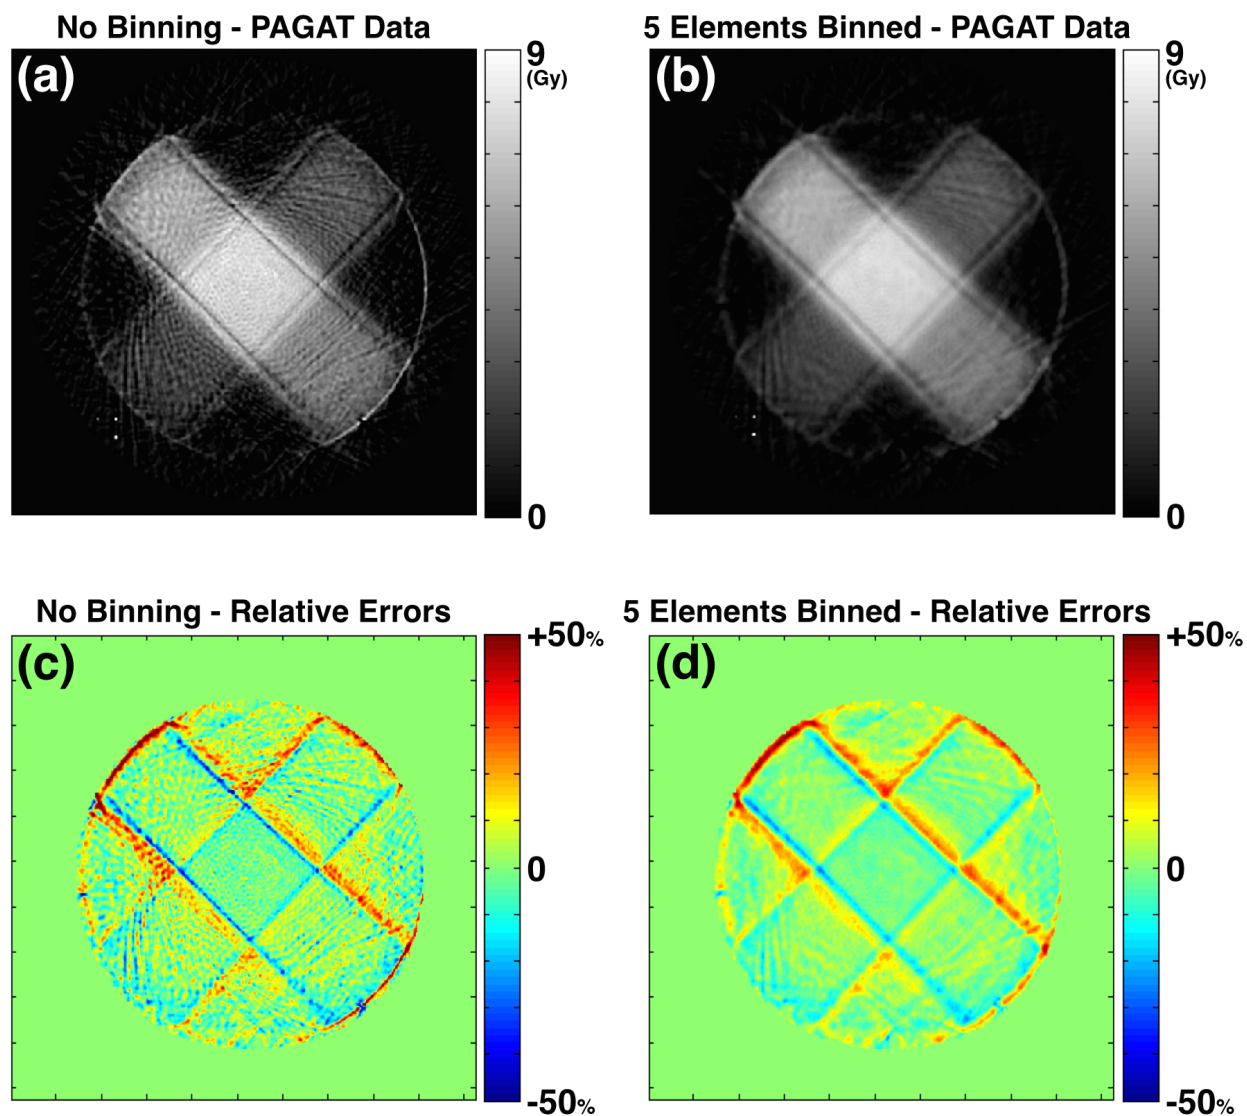 No Binning - PAGAT Data
5 Elements Binned - PAGAT Data
(a)
9
(Gy)
0
(b)
9
(Gy)
0
No Binning - Relative Errors
5 Elements Binned - Relative Errors
(c)
+50%
0
-50%
(d)
+50%
0
-50%